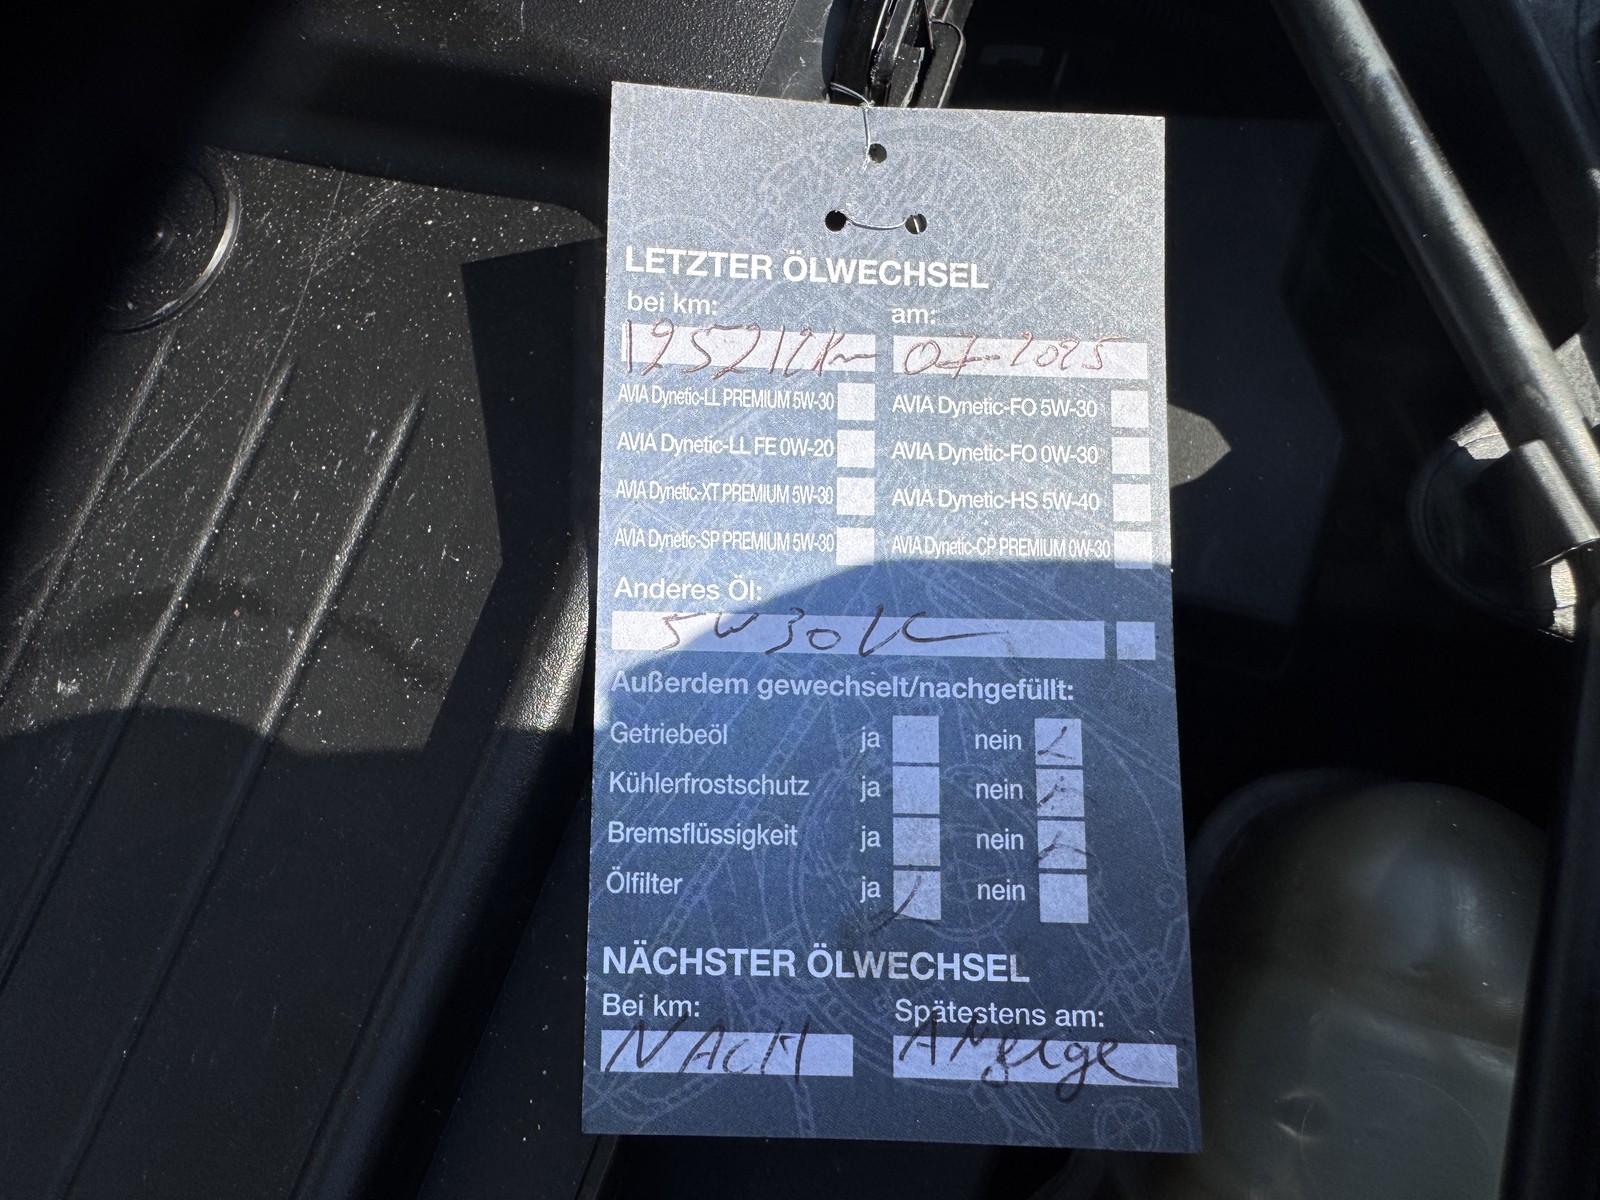 LETZTER ÖLWECHSEL
bei km: am:
125212 Km 07-2025
AVIA Dynetic-LL PREMIUM 5W-30 AVIA Dynetic-FO 5W-30
AVIA Dynetic-LL FE 0W-20 AVIA Dynetic-FO 0W-30
AVIA Dynetic-XT PREMIUM 5W-30 AVIA Dynetic-HS 5W-40
AVIA Dynetic-SP PREMIUM 5W-30 AVIA Dynetic-CP PREMIUM 0W-30
Anderes Öl:
5W30
Außerdem gewechselt/nachgefüllt:
Getriebeöl ja nein
Kühlerfrostschutz ja nein
Bremsflüssigkeit ja nein
Ölfilter ja nein
NÄCHSTER ÖLWECHSEL
Bei km: Spätestens am:
NACH ANzeige